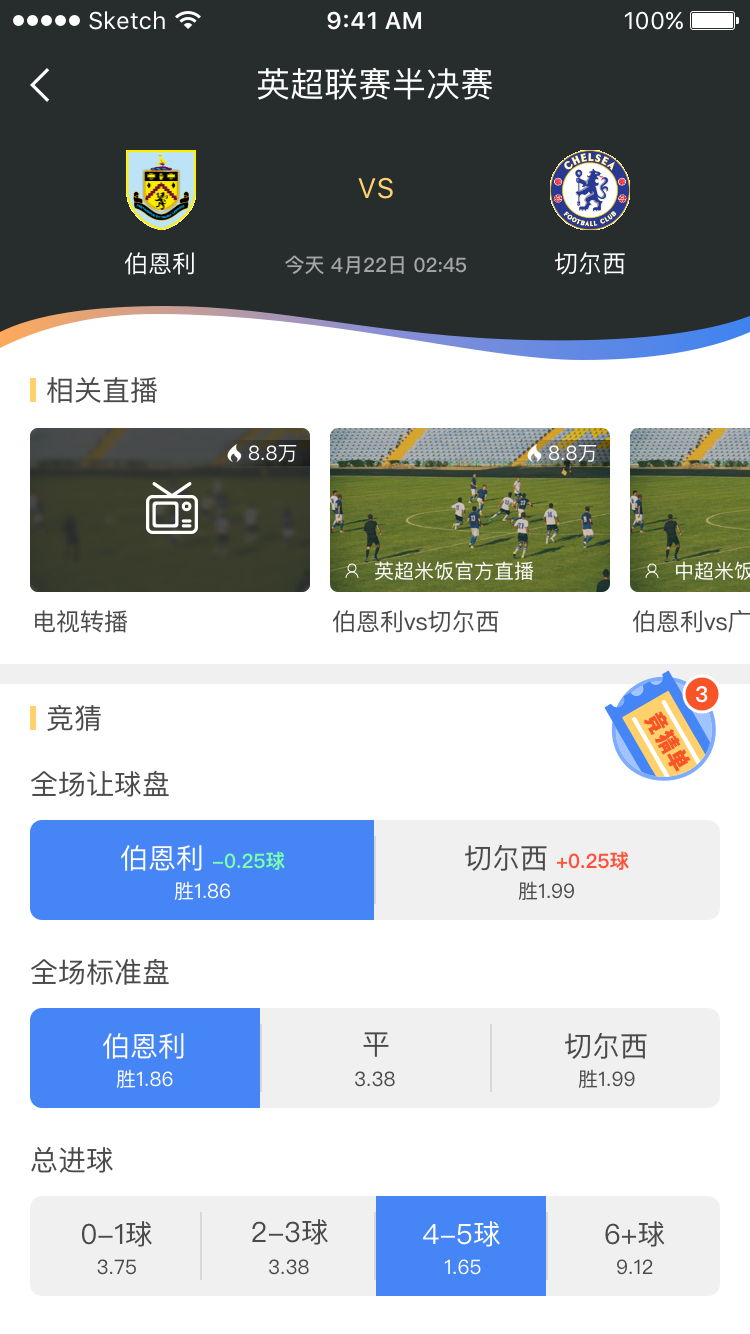 Sketch 9:41 AM 100%
英超联赛半决赛
CHELSEA
FOOTBALL CLUB
VS
伯恩利 今天 4月22日 02:45 切尔西
相关直播
8.8万 8.8万
英超米饭官方直播 中超米饭
电视转播 伯恩利vs切尔西 伯恩利vs广
竞猜
3
竞猜单
全场让球盘
伯恩利 -0.25球 切尔西 +0.25球
胜1.86 胜1.99
全场标准盘
伯恩利 平 切尔西
胜1.86 3.38 胜1.99
总进球
0-1球 2-3球 4-5球 6+球
3.75 3.38 1.65 9.12